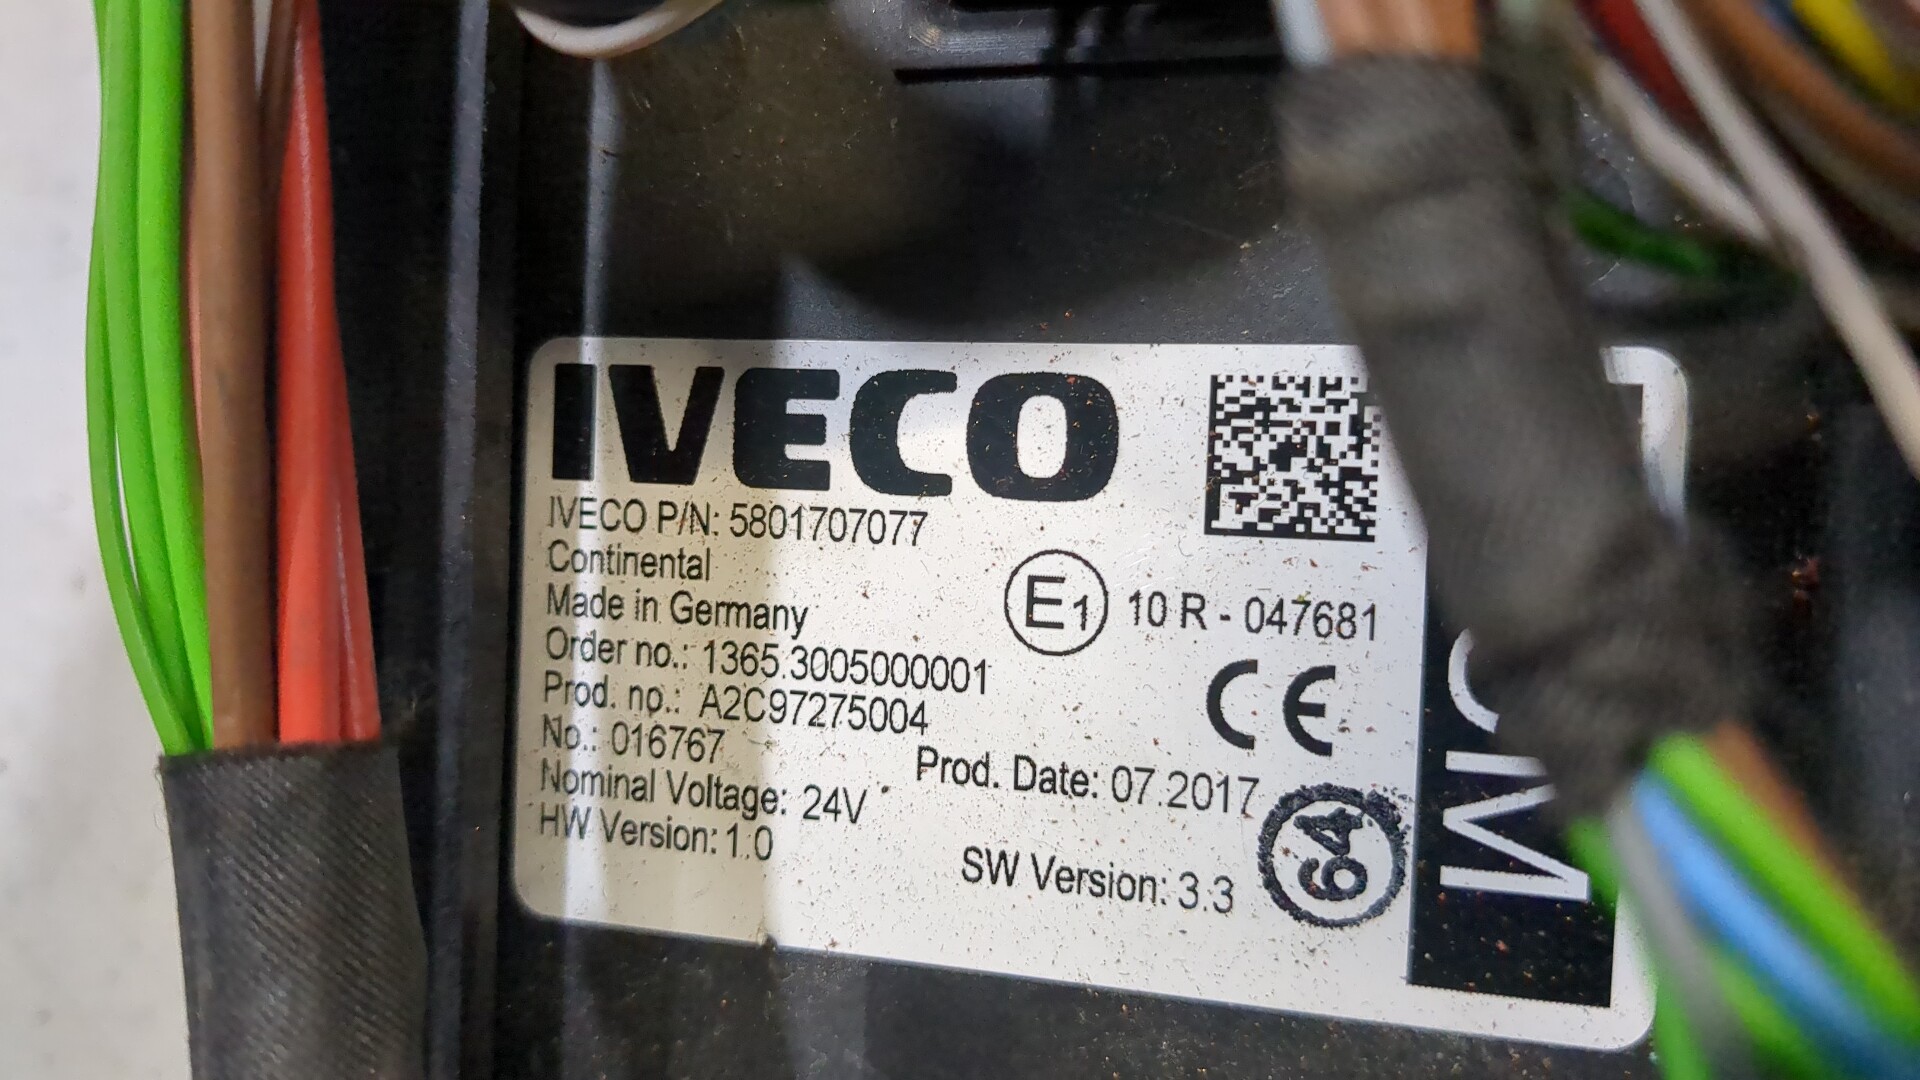 IVECO
IVECO P/N: 5801707077
Continental
Made in Germany
E1 10 R - 047681
Order no.: 1365.3005000001
Prod. no.: A2C97275004
CE
No.: 016767
Prod. Date: 07.2017
Nominal Voltage: 24V
HW Version: 1.0
SW Version: 3.3
64